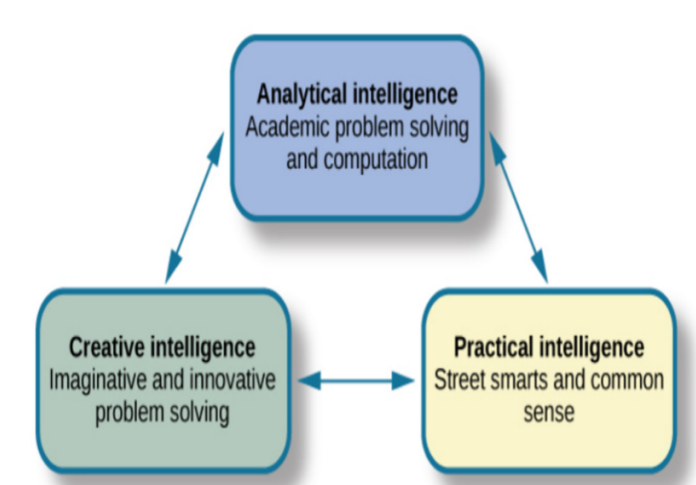 Analytical intelligence
Academic problem solving
and computation
Creative intelligence
Imaginative and innovative
problem solving
Practical intelligence
Street smarts and common
sense